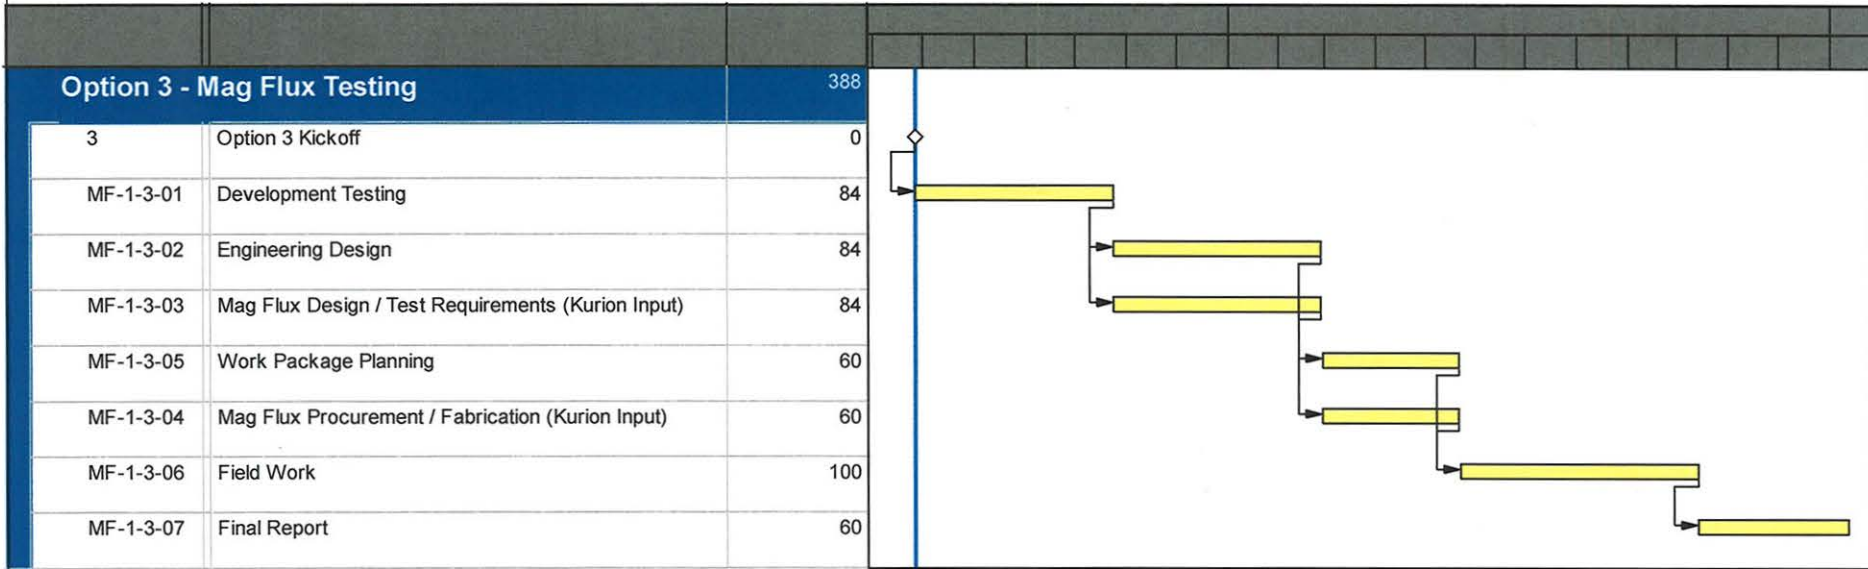 Option 3 - Mag Flux Testing 388
3 Option 3 Kickoff 0
MF-1-3-01 Development Testing 84
MF-1-3-02 Engineering Design 84
MF-1-3-03 Mag Flux Design / Test Requirements (Kurion Input) 84
MF-1-3-05 Work Package Planning 60
MF-1-3-04 Mag Flux Procurement / Fabrication (Kurion Input) 60
MF-1-3-06 Field Work 100
MF-1-3-07 Final Report 60